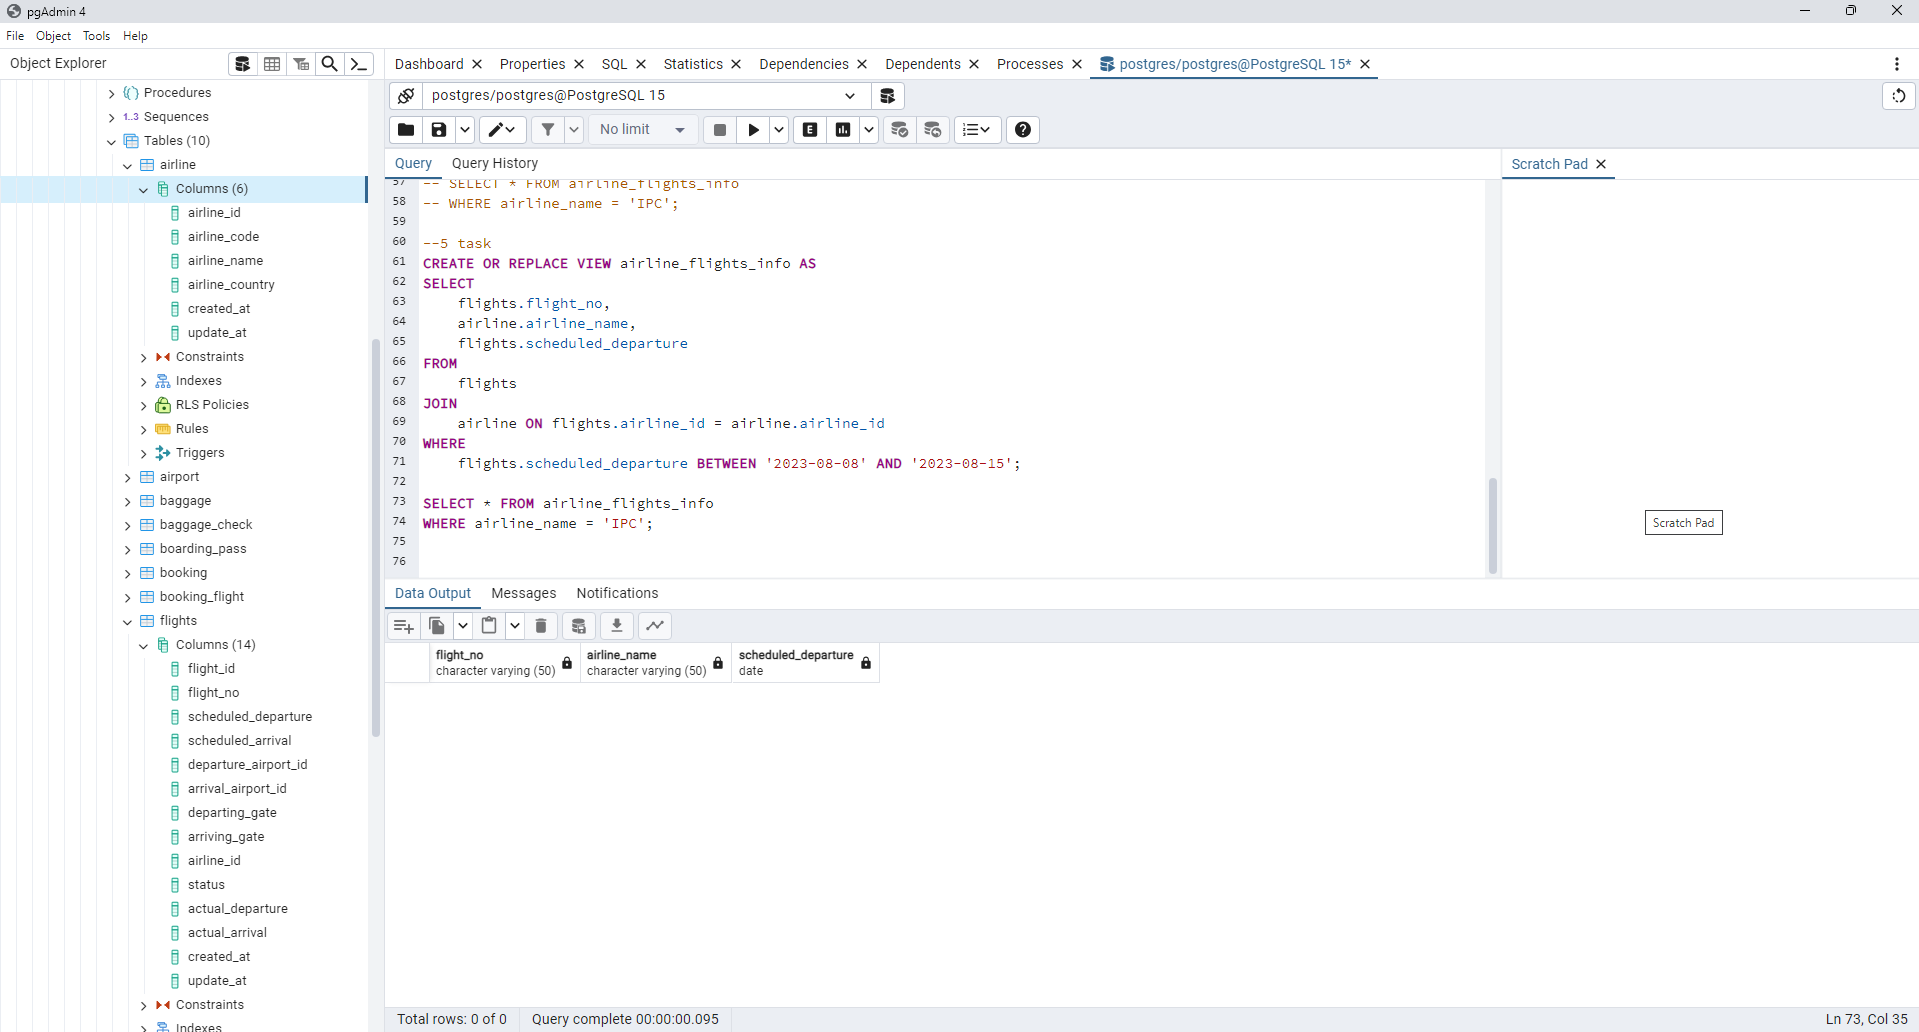 pgAdmin 4
File Object Tools Help
Object Explorer
Dashboard Properties SQL Statistics Dependencies Dependents Processes postgres/postgres@PostgreSQL 15*
postgres/postgres@PostgreSQL 15
No limit
E
Query Query History
Scratch Pad
Procedures
1..3 Sequences
Tables (10)
airline
Columns (6)
airline_id
airline_code
airline_name
airline_country
created_at
update_at
Constraints
Indexes
RLS Policies
Rules
Triggers
airport
baggage
baggage_check
boarding_pass
booking
booking_flight
flights
Columns (14)
flight_id
flight_no
scheduled_departure
scheduled_arrival
departure_airport_id
arrival_airport_id
departing_gate
arriving_gate
airline_id
status
actual_departure
actual_arrival
created_at
update_at
Constraints
Indexes
57 -- SELECT * FROM airline_flights_info
58 -- WHERE airline_name = 'IPC';
59
60 --5 task
61 CREATE OR REPLACE VIEW airline_flights_info AS
62 SELECT
63 flights.flight_no,
64 airline.airline_name,
65 flights.scheduled_departure
66 FROM
67 flights
68 JOIN
69 airline ON flights.airline_id = airline.airline_id
70 WHERE
71 flights.scheduled_departure BETWEEN '2023-08-08' AND '2023-08-15';
72
73 SELECT * FROM airline_flights_info
74 WHERE airline_name = 'IPC';
75
76
Scratch Pad
Data Output Messages Notifications
flight_no
character varying (50)
airline_name
character varying (50)
scheduled_departure
date
Total rows: 0 of 0 Query complete 00:00:00.095
Ln 73, Col 35